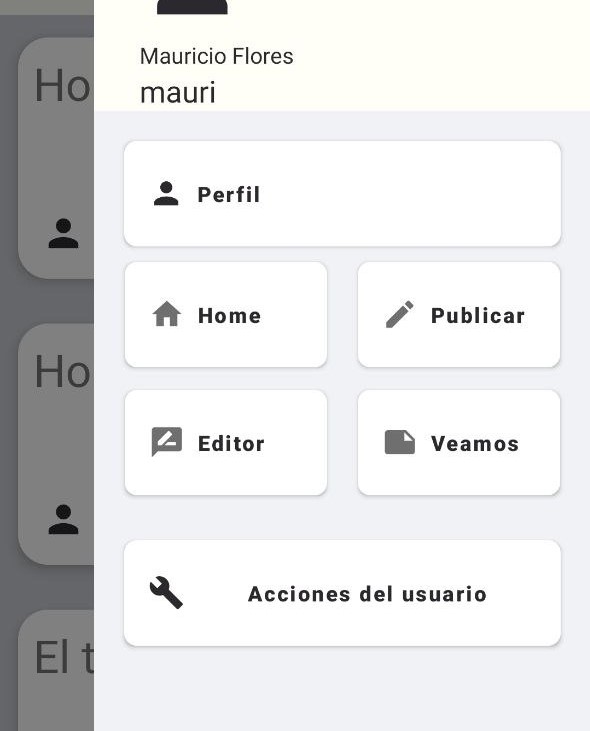 Mauricio Flores
mauri
Perfil
Home
Publicar
Editor
Veamos
Acciones del usuario
Ho
Ho
El t